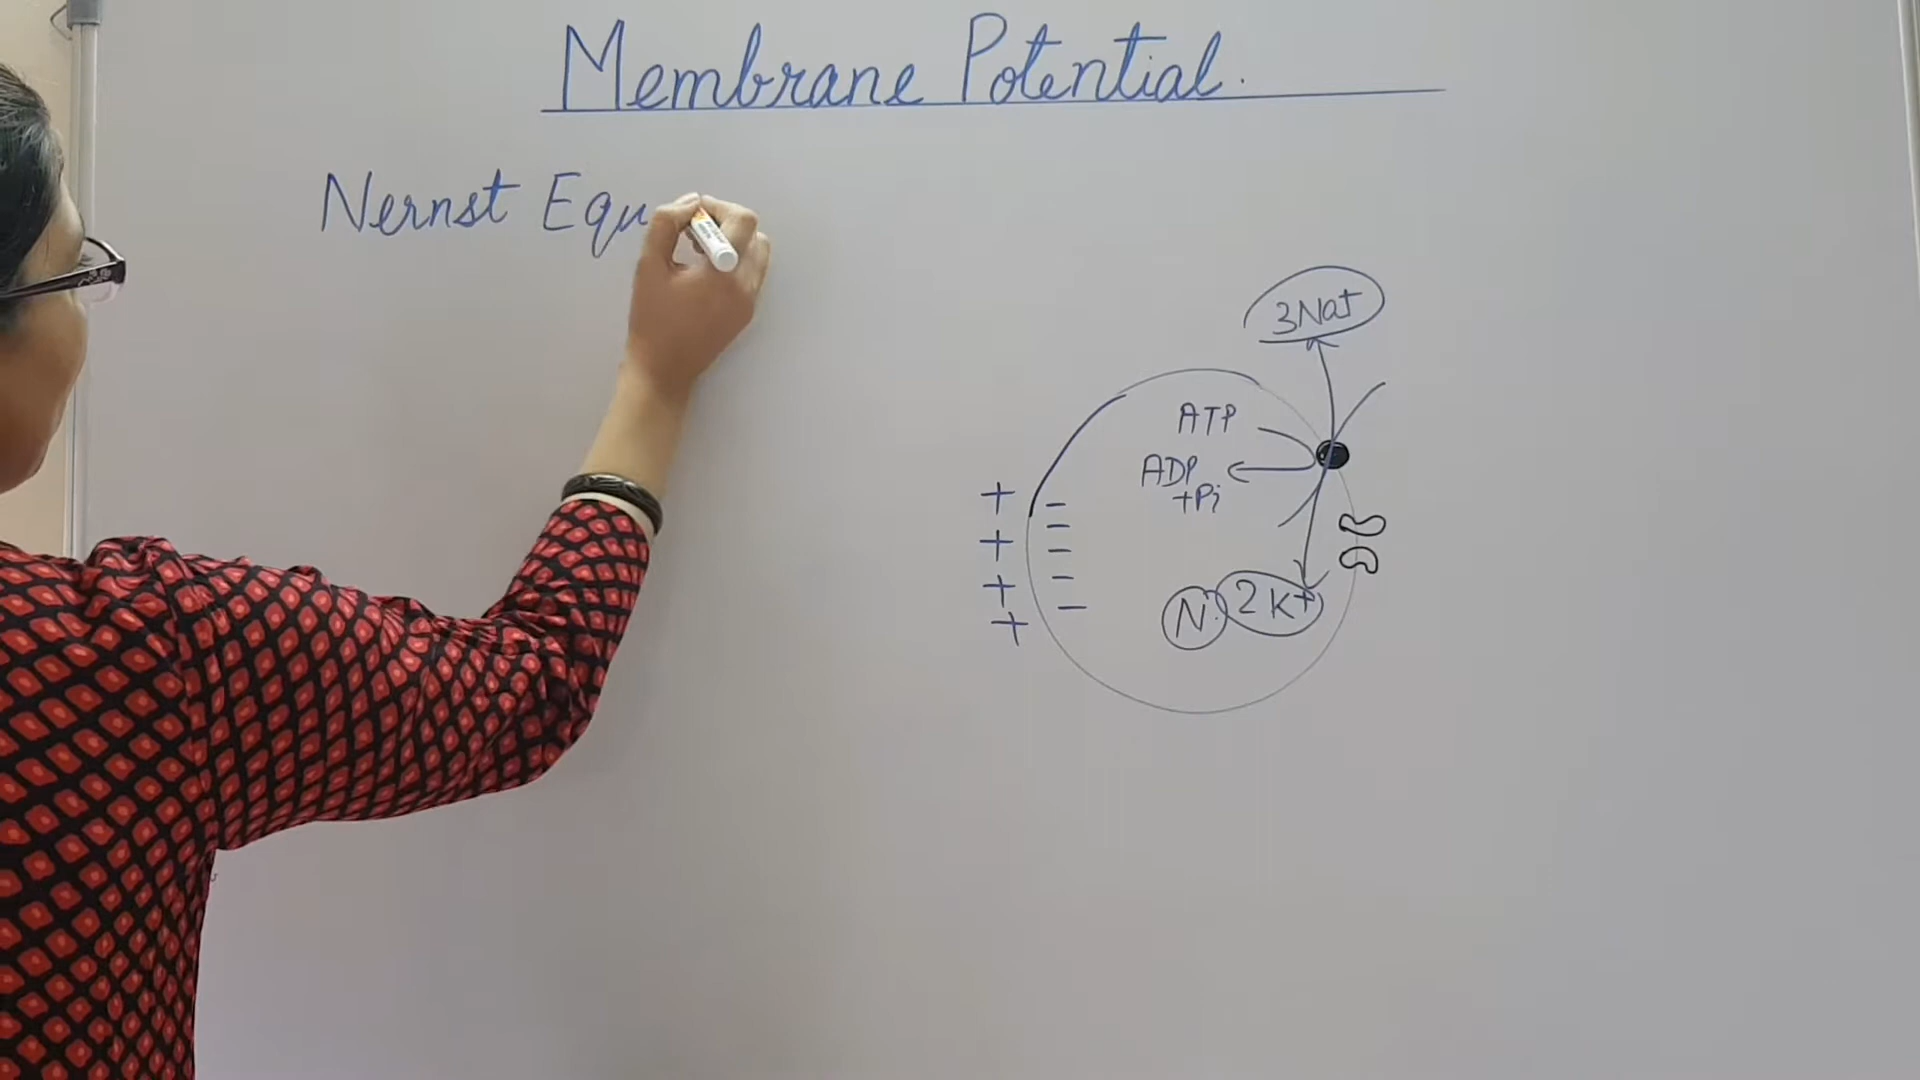 Membrane Potential.
Nernst Equ
3Na+
ATP
ADP
+Pi
+ −
−
+ −
+ −
+ −
N 2K+